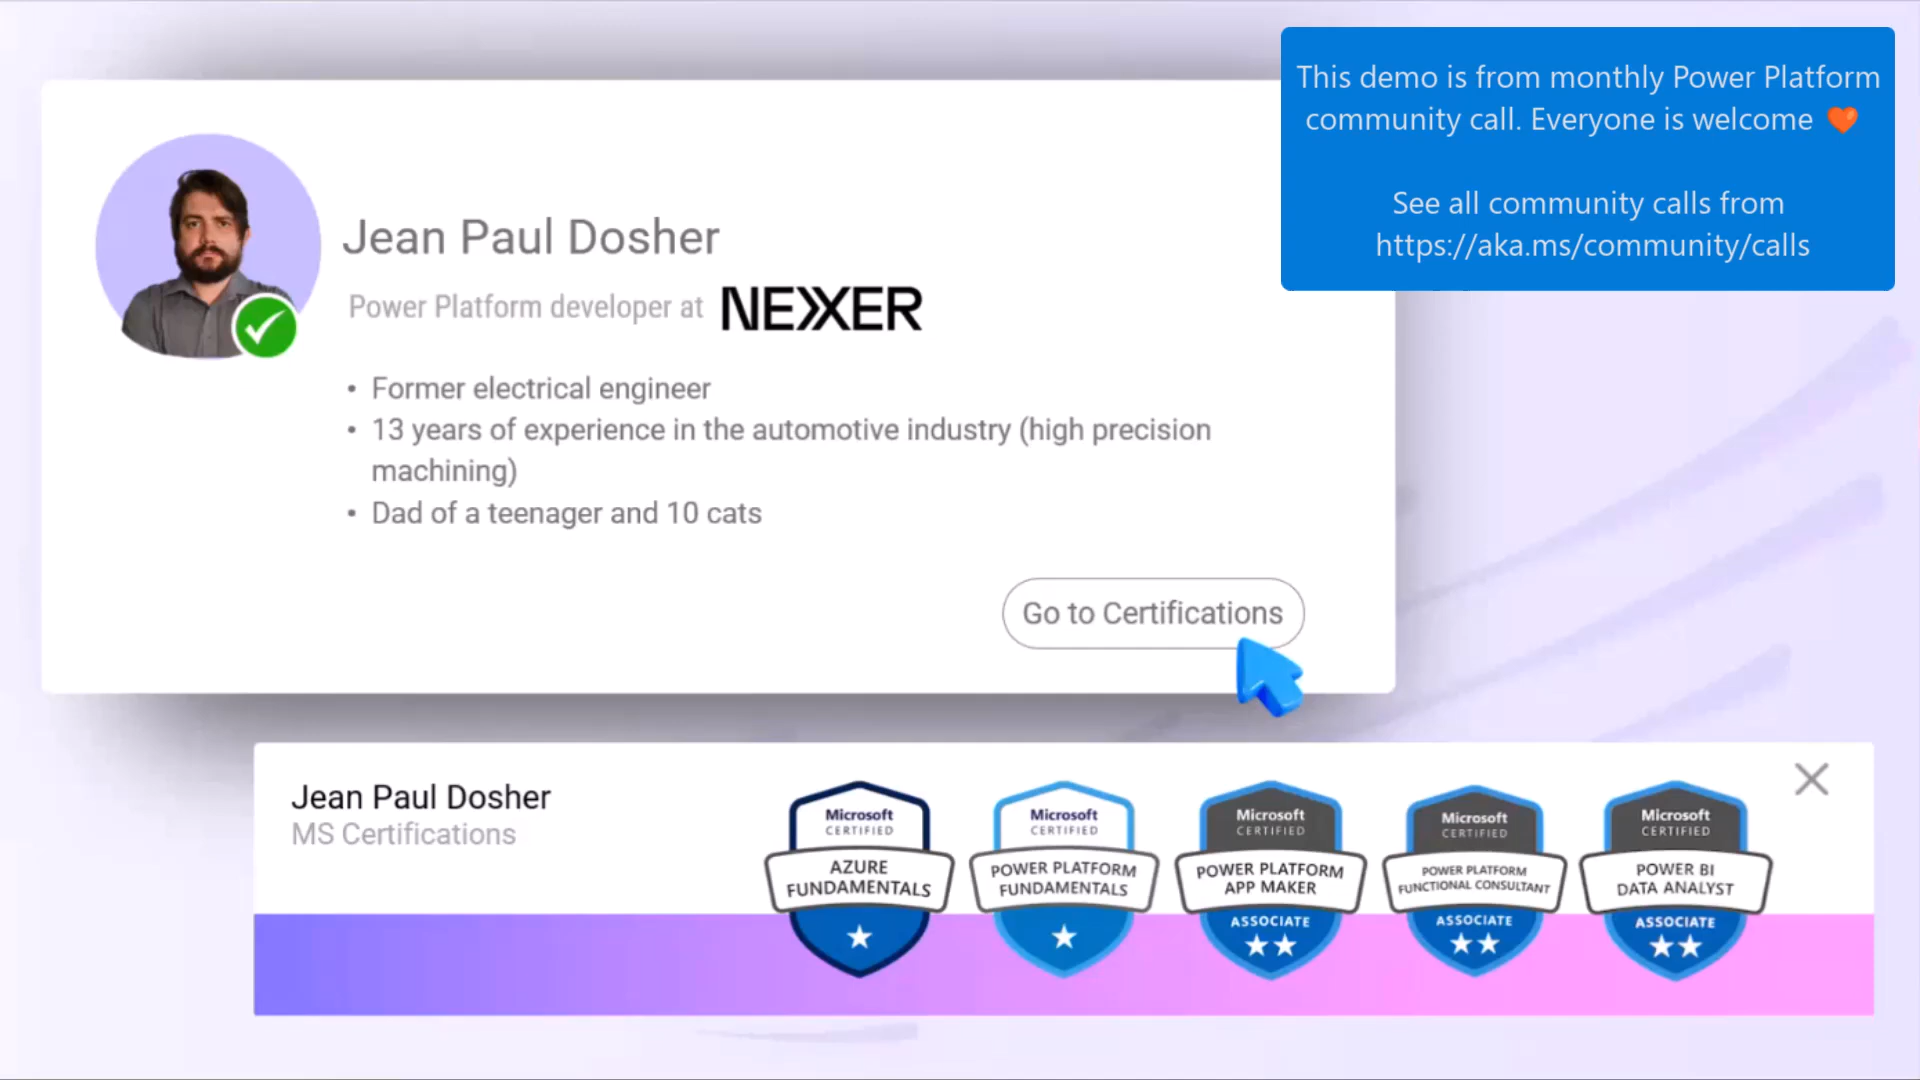 This demo is from monthly Power Platform
community call. Everyone is welcome 🧡
See all community calls from
https://aka.ms/community/calls
Jean Paul Dosher
Power Platform developer at NEXER
• Former electrical engineer
• 13 years of experience in the automotive industry (high precision
machining)
• Dad of a teenager and 10 cats
Go to Certifications
Jean Paul Dosher
MS Certifications
Microsoft
CERTIFIED
AZURE
FUNDAMENTALS
Microsoft
CERTIFIED
POWER PLATFORM
FUNDAMENTALS
Microsoft
CERTIFIED
POWER PLATFORM
APP MAKER
ASSOCIATE
Microsoft
CERTIFIED
POWER PLATFORM
FUNCTIONAL CONSULTANT
ASSOCIATE
Microsoft
CERTIFIED
POWER BI
DATA ANALYST
ASSOCIATE